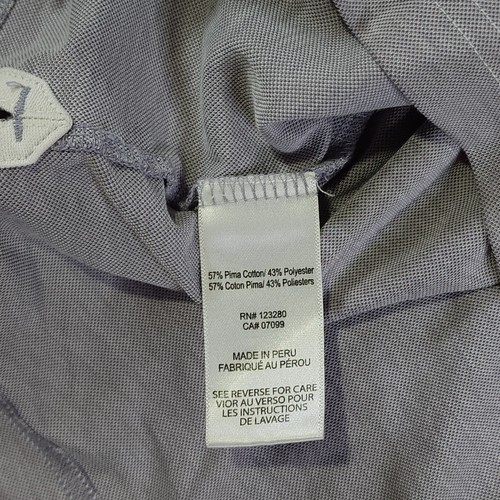 57% Pima Cotton/ 43% Polyester
57% Coton Pima/ 43% Poliesters
RN# 123280
CA# 07099
MADE IN PERU
FABRIQUÉ AU PÉROU
SEE REVERSE FOR CARE
VIOR AU VERSO POUR
LES INSTRUCTIONS
DE LAVAGE